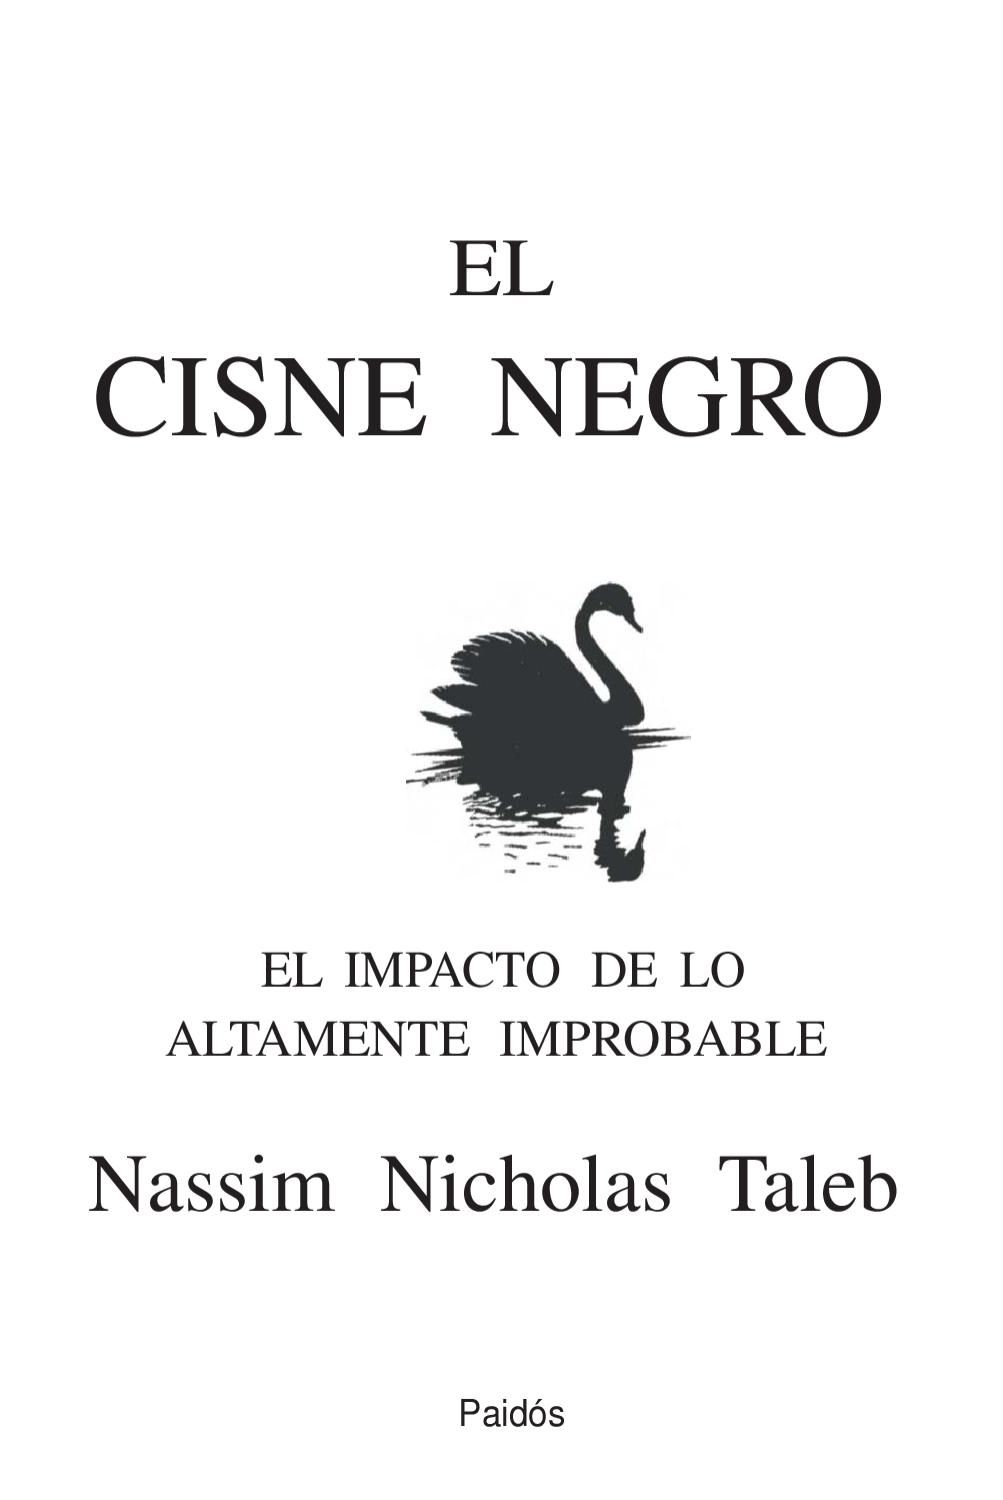 EL
CISNE NEGRO
EL IMPACTO DE LO
ALTAMENTE IMPROBABLE
Nassim Nicholas Taleb
Paidós